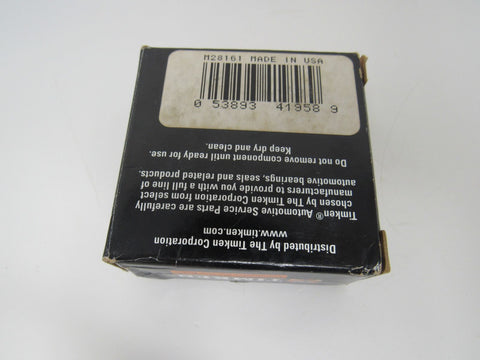 M28161 MADE IN USA
0 53893 41958 9
Distributed by The Timken Corporation
www.timken.com
Timken® Automotive Service Parts are carefully
chosen by The Timken Corporation from select
manufacturers to provide you with a full line of
automotive bearings, seals and related products.
Do not remove component until ready for use.
Keep dry and clean.